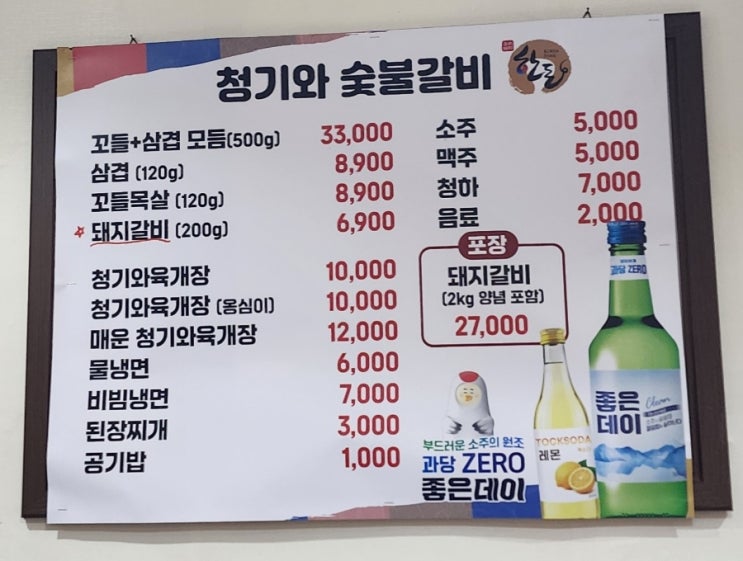 청기와 숯불갈비
한돌
꼬들+삼겹 모듬(500g) 33,000
삼겹 (120g) 8,900
꼬들목살 (120g) 8,900
돼지갈비 (200g) 6,900
청기와육개장 10,000
청기와육개장 (옹심이) 10,000
매운 청기와육개장 12,000
물냉면 6,000
비빔냉면 7,000
된장찌개 3,000
공기밥 1,000
소주 5,000
맥주 5,000
청하 7,000
음료 2,000
포장
돼지갈비
(2kg 양념 포함)
27,000
부드러운 소주의 원조
과당 ZERO
좋은데이
TOCKSODA
레몬
과당 ZERO
좋은
데이
Clean